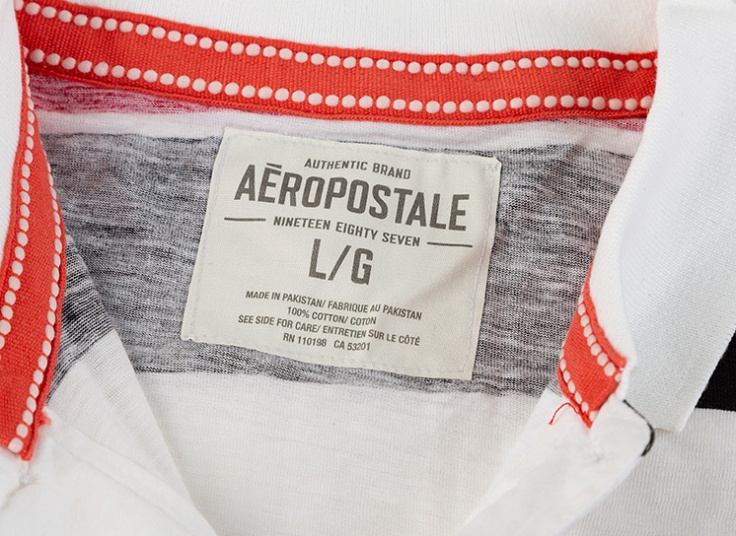 AUTHENTIC BRAND
AĒROPOSTALE
NINETEEN EIGHTY SEVEN
L/G
MADE IN PAKISTAN/ FABRIQUE AU PAKISTAN
100% COTTON/ COTON
SEE SIDE FOR CARE/ ENTRETIEN SUR LE CÔTÉ
RN 110198 CA 53201